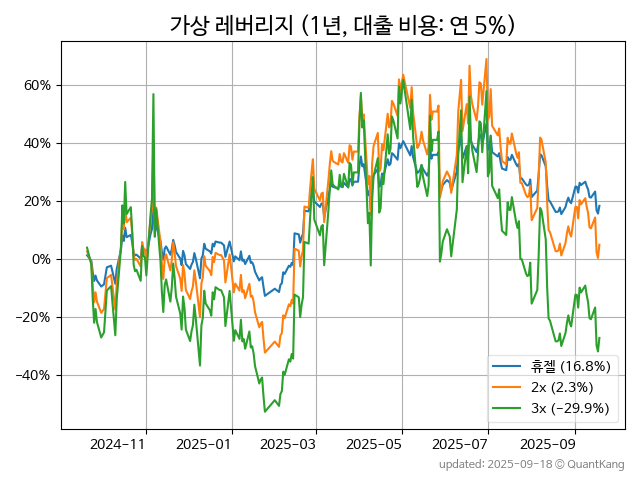 가상 레버리지 (1년, 대출 비용: 연 5%)
60%
40%
20%
0%
−20%
−40%
휴젤 (16.8%)
2x (2.3%)
3x (−29.9%)
2024-11 2025-01 2025-03 2025-05 2025-07 2025-09
updated: 2025-09-18 © QuantKang